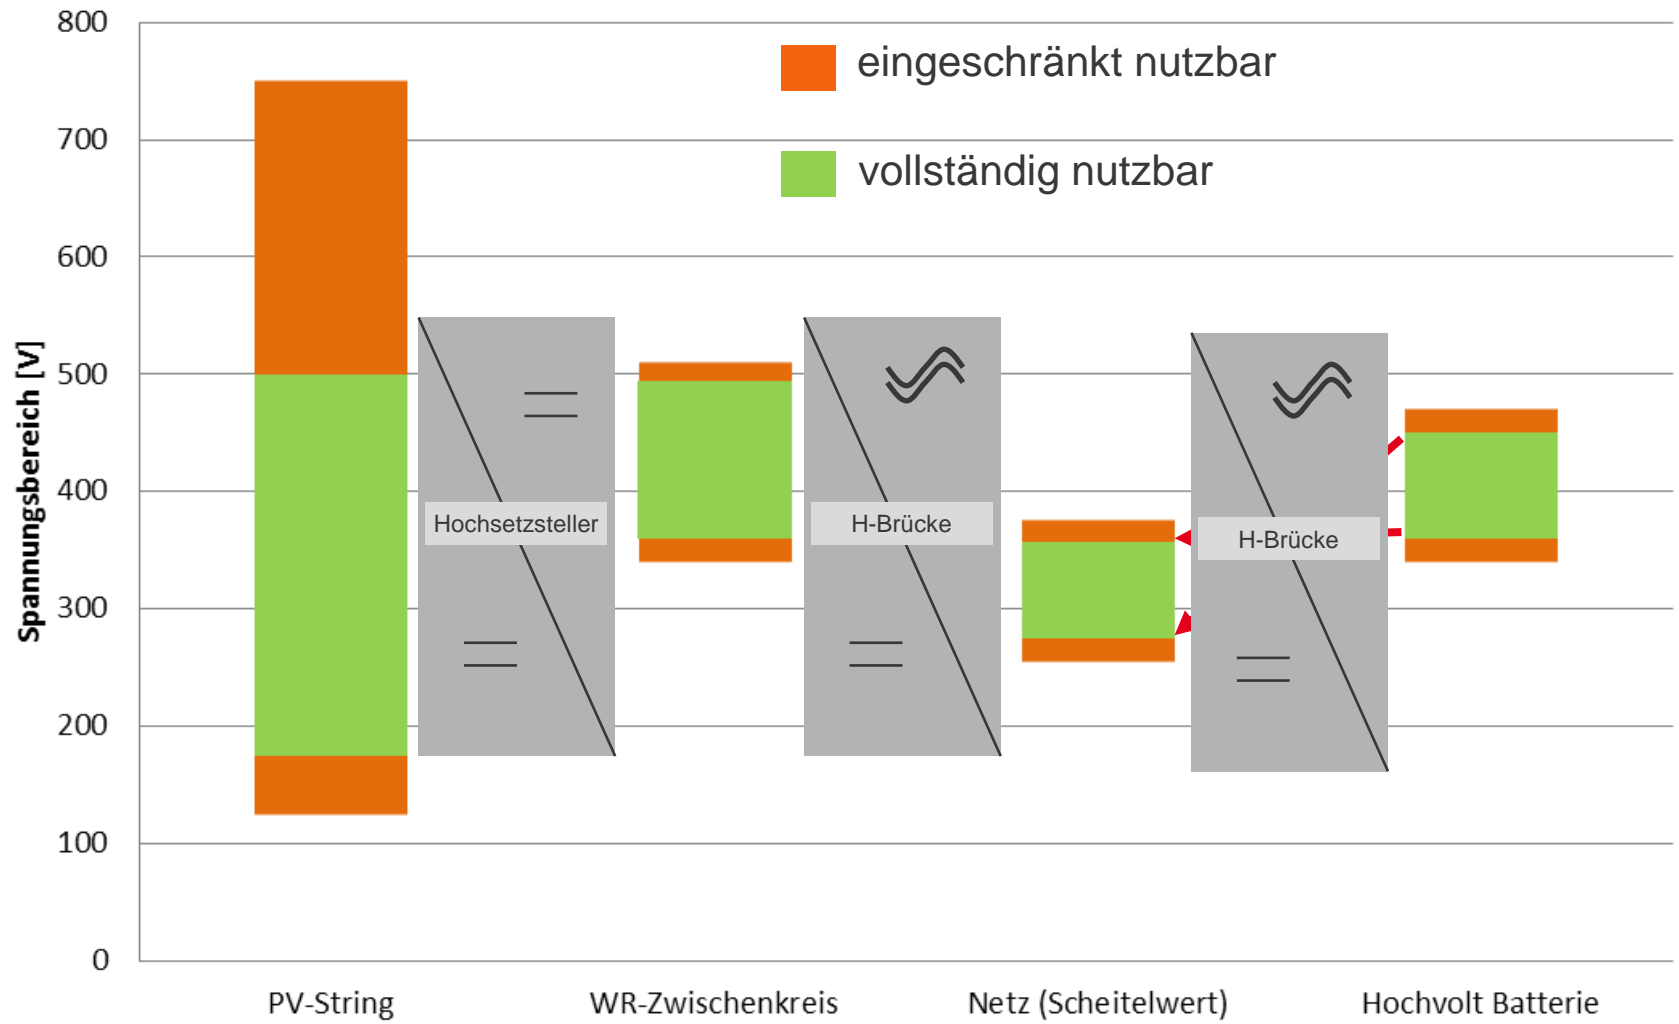 eingeschränkt nutzbar
vollständig nutzbar
Spannungsbereich [V]
800
700
600
500
400
300
200
100
0
Hochsetzsteller
H-Brücke
H-Brücke
PV-String
WR-Zwischenkreis
Netz (Scheitelwert)
Hochvolt Batterie